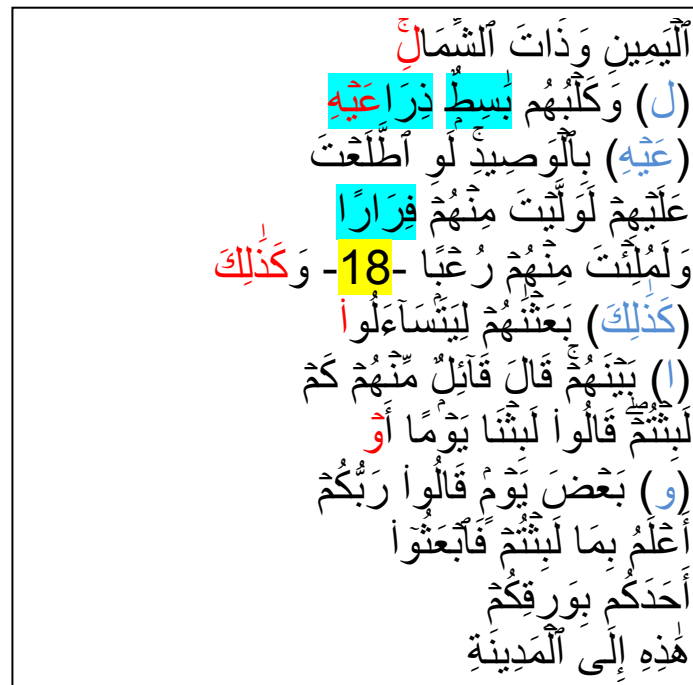 ٱلۡيَمِينِ وَذَاتَ ٱلشِّمَالِۖ
(ل) وَكَلۡبُهُم بَٰسِطٞ ذِرَاعَيۡهِ
(عَيۡهِ) بِٱلۡوَصِيدِۚ لَوِ ٱطَّلَعۡتَ
عَلَيۡهِمۡ لَوَلَّيۡتَ مِنۡهُمۡ فِرَارٗا
وَلَمُلِئۡتَ مِنۡهُمۡ رُعۡبٗا -18- وَكَذَٰلِكَ
(كَذَٰلِكَ) بَعَثۡنَٰهُمۡ لِيَتَسَآءَلُواْ
(ا) بَيۡنَهُمۡۚ قَالَ قَآئِلٞ مِّنۡهُمۡ كَمۡ
لَبِثۡتُمۡۖ قَالُواْ لَبِثۡنَا يَوۡمًا أَوۡ
(و) بَعۡضَ يَوۡمٖۚ قَالُواْ رَبُّكُمۡ
أَعۡلَمُ بِمَا لَبِثۡتُمۡ فَٱبۡعَثُوٓاْ
أَحَدَكُم بِوَرِقِكُمۡ
هَٰذِهِۦٓ إِلَى ٱلۡمَدِينَةِ